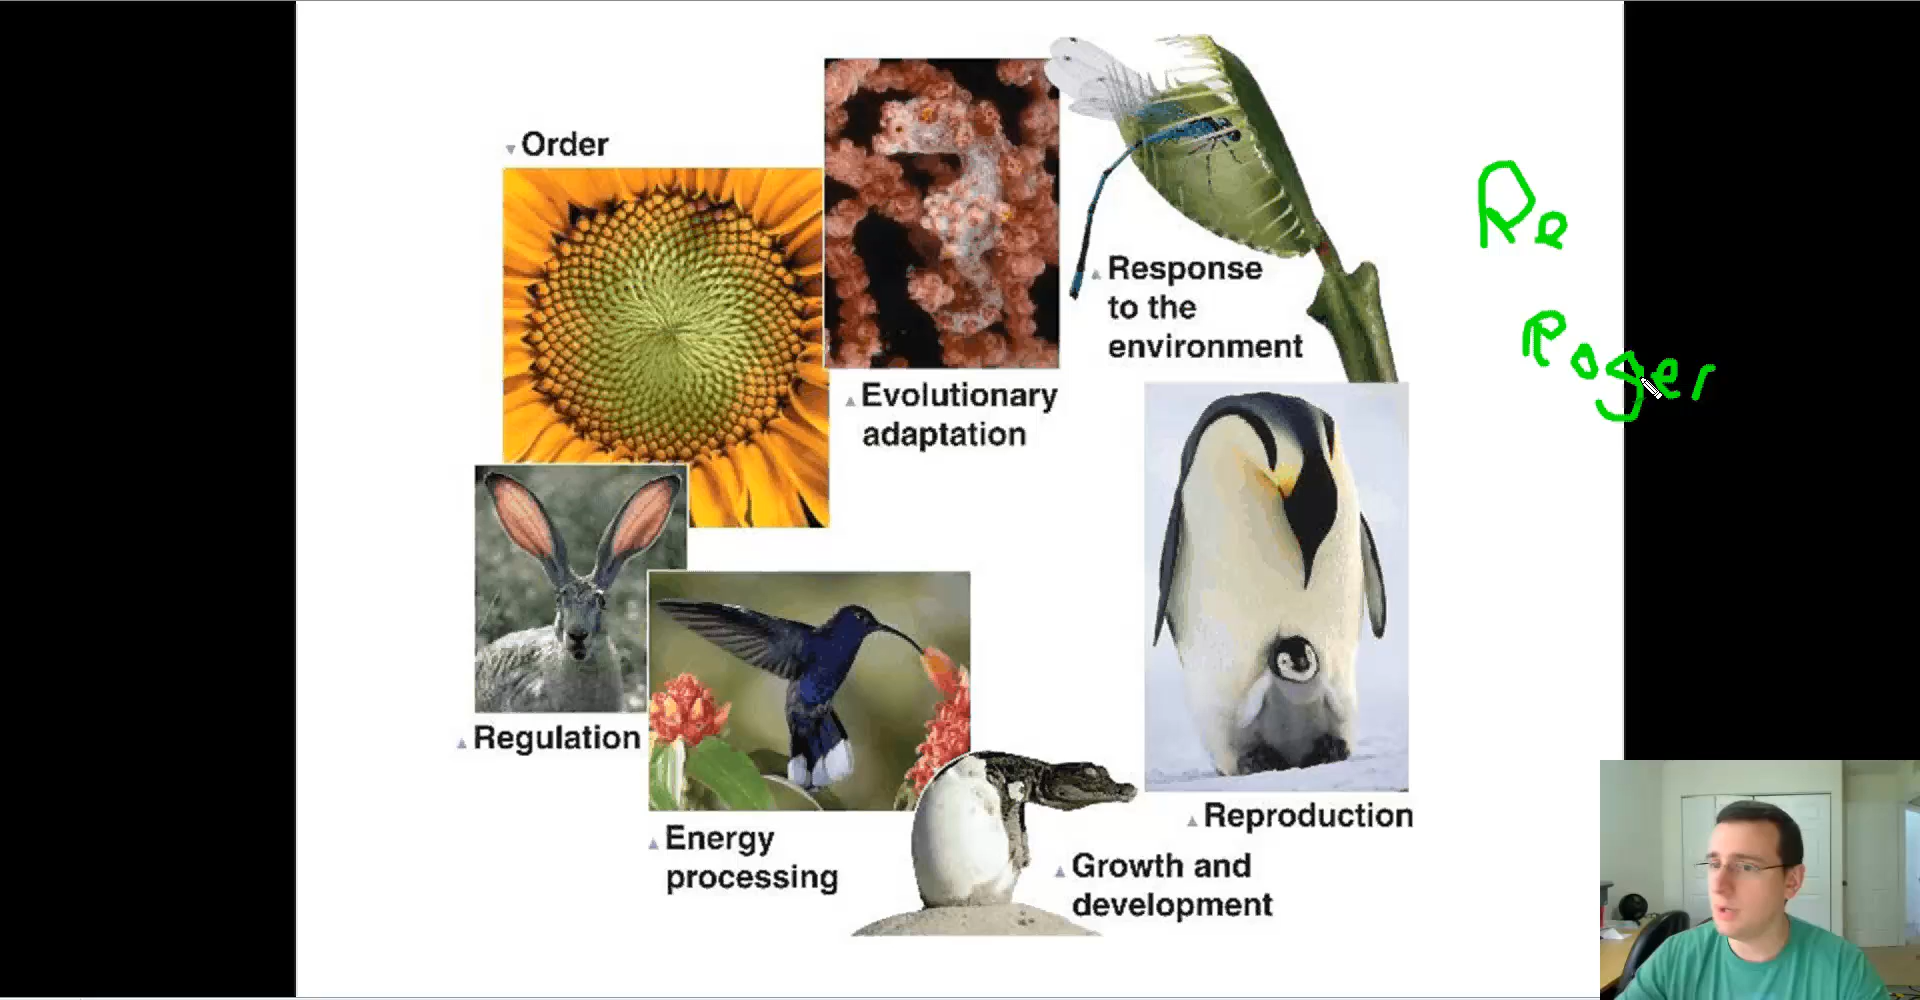 Order
Response
to the
environment
Evolutionary
adaptation
Re
Roger
Regulation
Reproduction
Energy
processing
Growth and
development